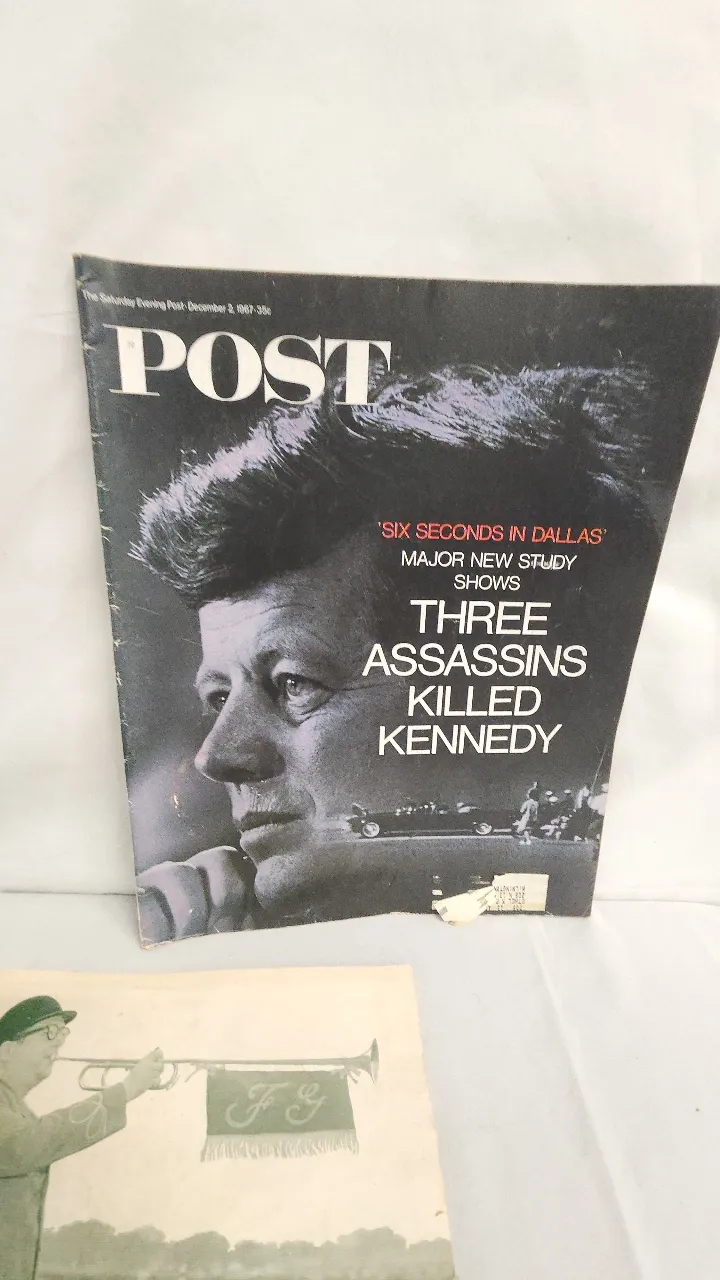 The Saturday Evening Post·December 2, 1967·35c
POST
'SIX SECONDS IN DALLAS'
MAJOR NEW STUDY
SHOWS
THREE
ASSASSINS
KILLED
KENNEDY
F G